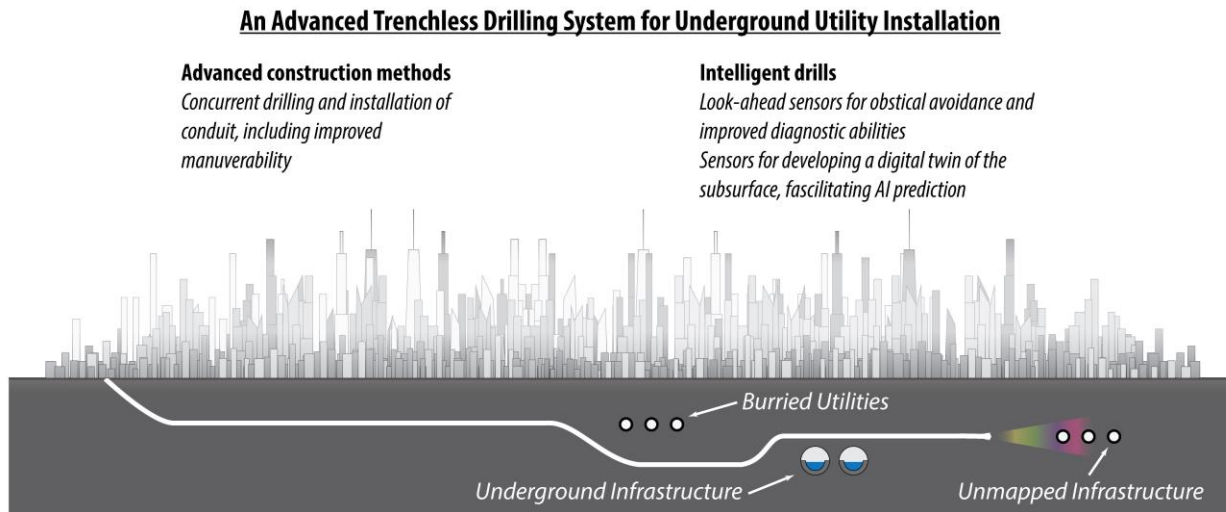 An Advanced Trenchless Drilling System for Underground Utility Installation
Advanced construction methods
Concurrent drilling and installation of
conduit, including improved
manuverability
Intelligent drills
Look-ahead sensors for obstical avoidance and
improved diagnostic abilities
Sensors for developing a digital twin of the
subsurface, fascilitating AI prediction
Burried Utilities
Underground Infrastructure
Unmapped Infrastructure